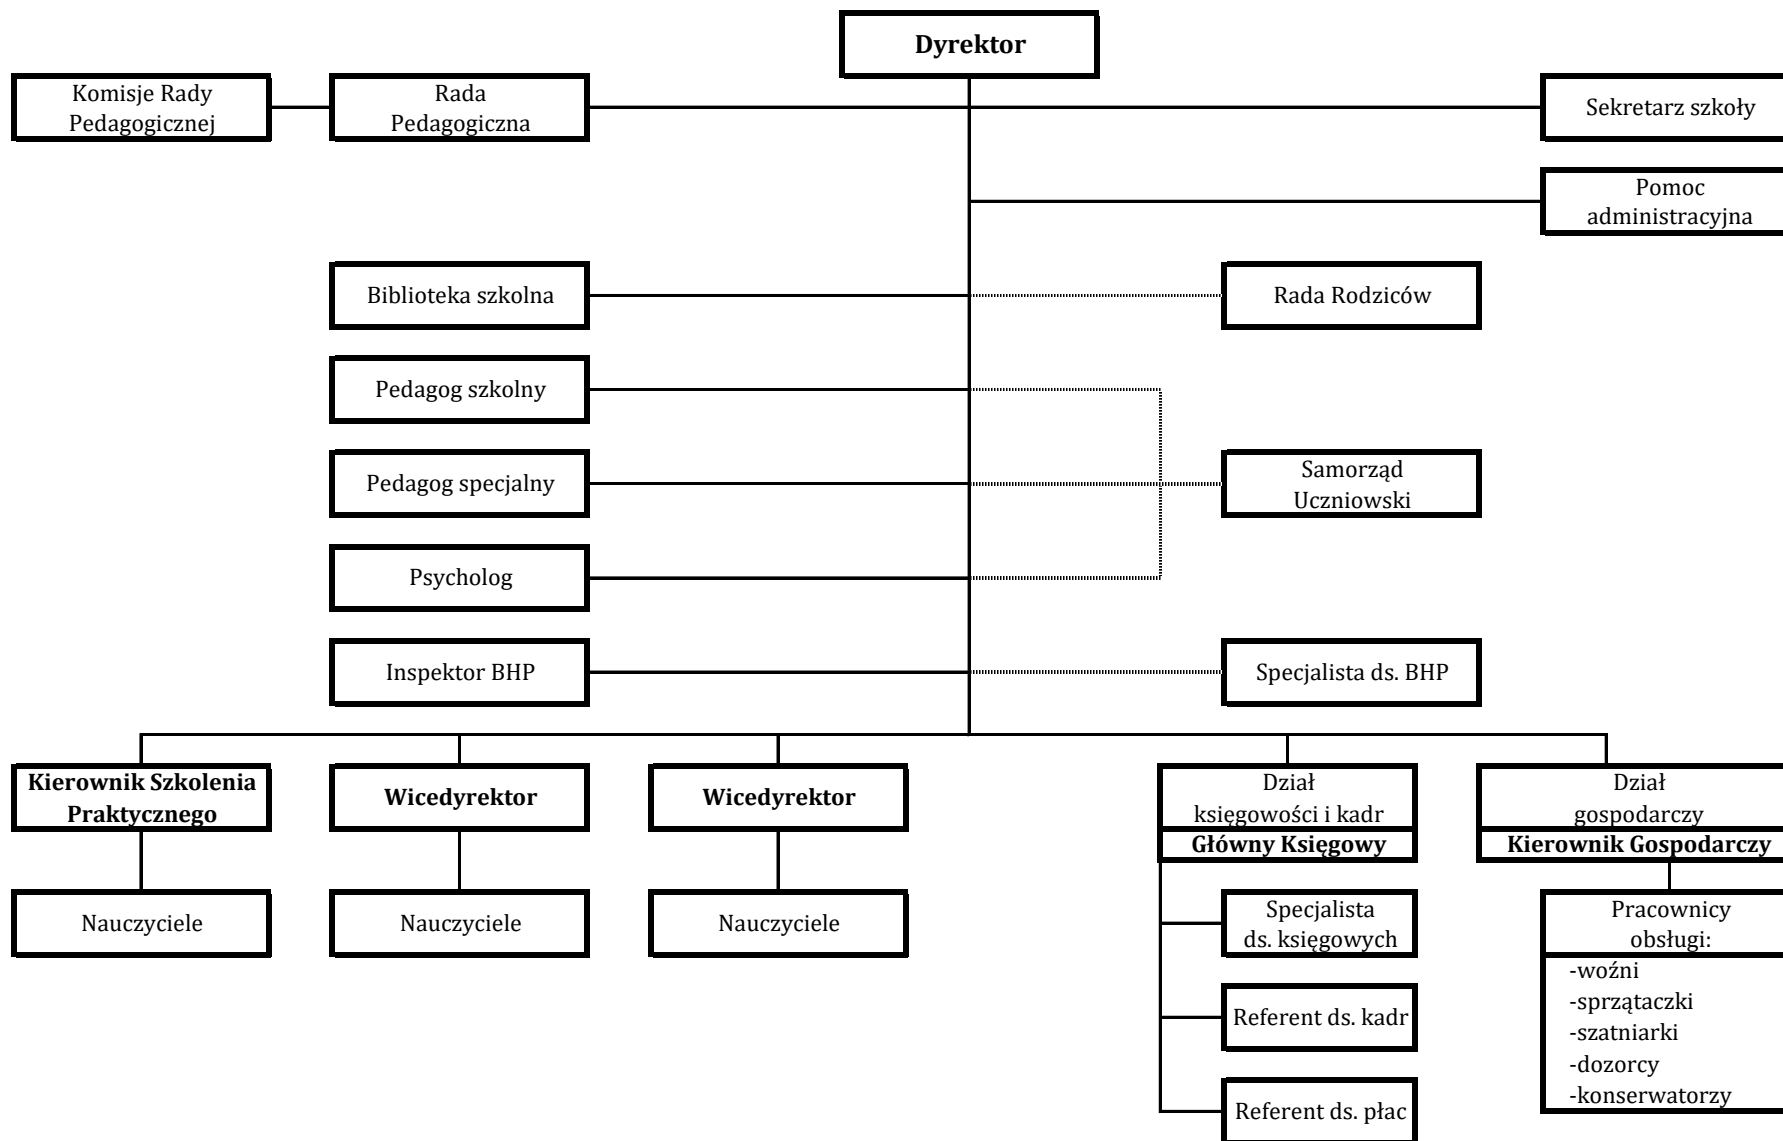 Dyrektor
Komisje Rady
Pedagogicznej
Rada
Pedagogiczna
Sekretarz szkoły
Pomoc
administracyjna
Biblioteka szkolna
Rada Rodziców
Pedagog szkolny
Pedagog specjalny
Samorząd
Uczniowski
Psycholog
Inspektor BHP
Specjalista ds. BHP
Kierownik Szkolenia
Praktycznego
Wicedyrektor
Wicedyrektor
Dział
księgowości i kadr
Główny Księgowy
Dział
gospodarczy
Kierownik Gospodarczy
Nauczyciele
Nauczyciele
Nauczyciele
Specjalista
ds. księgowych
Referent ds. kadr
Referent ds. płac
Pracownicy
obsługi:
-woźni
-sprzątaczki
-szatniarki
-dozorcy
-konserwatorzy